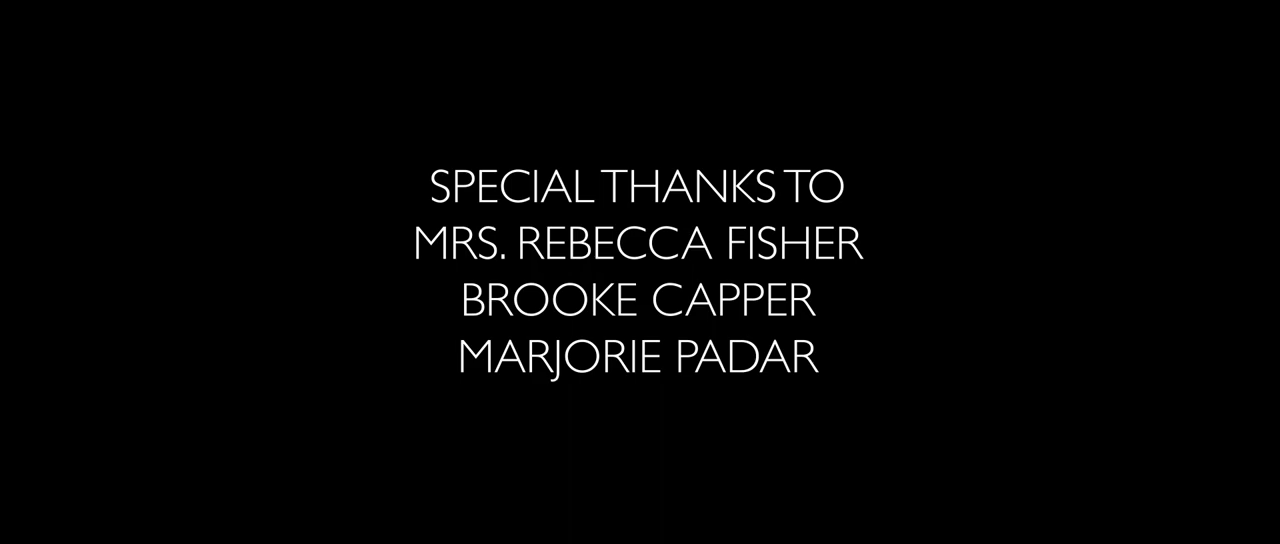 SPECIAL THANKS TO
MRS. REBECCA FISHER
BROOKE CAPPER
MARJORIE PADAR